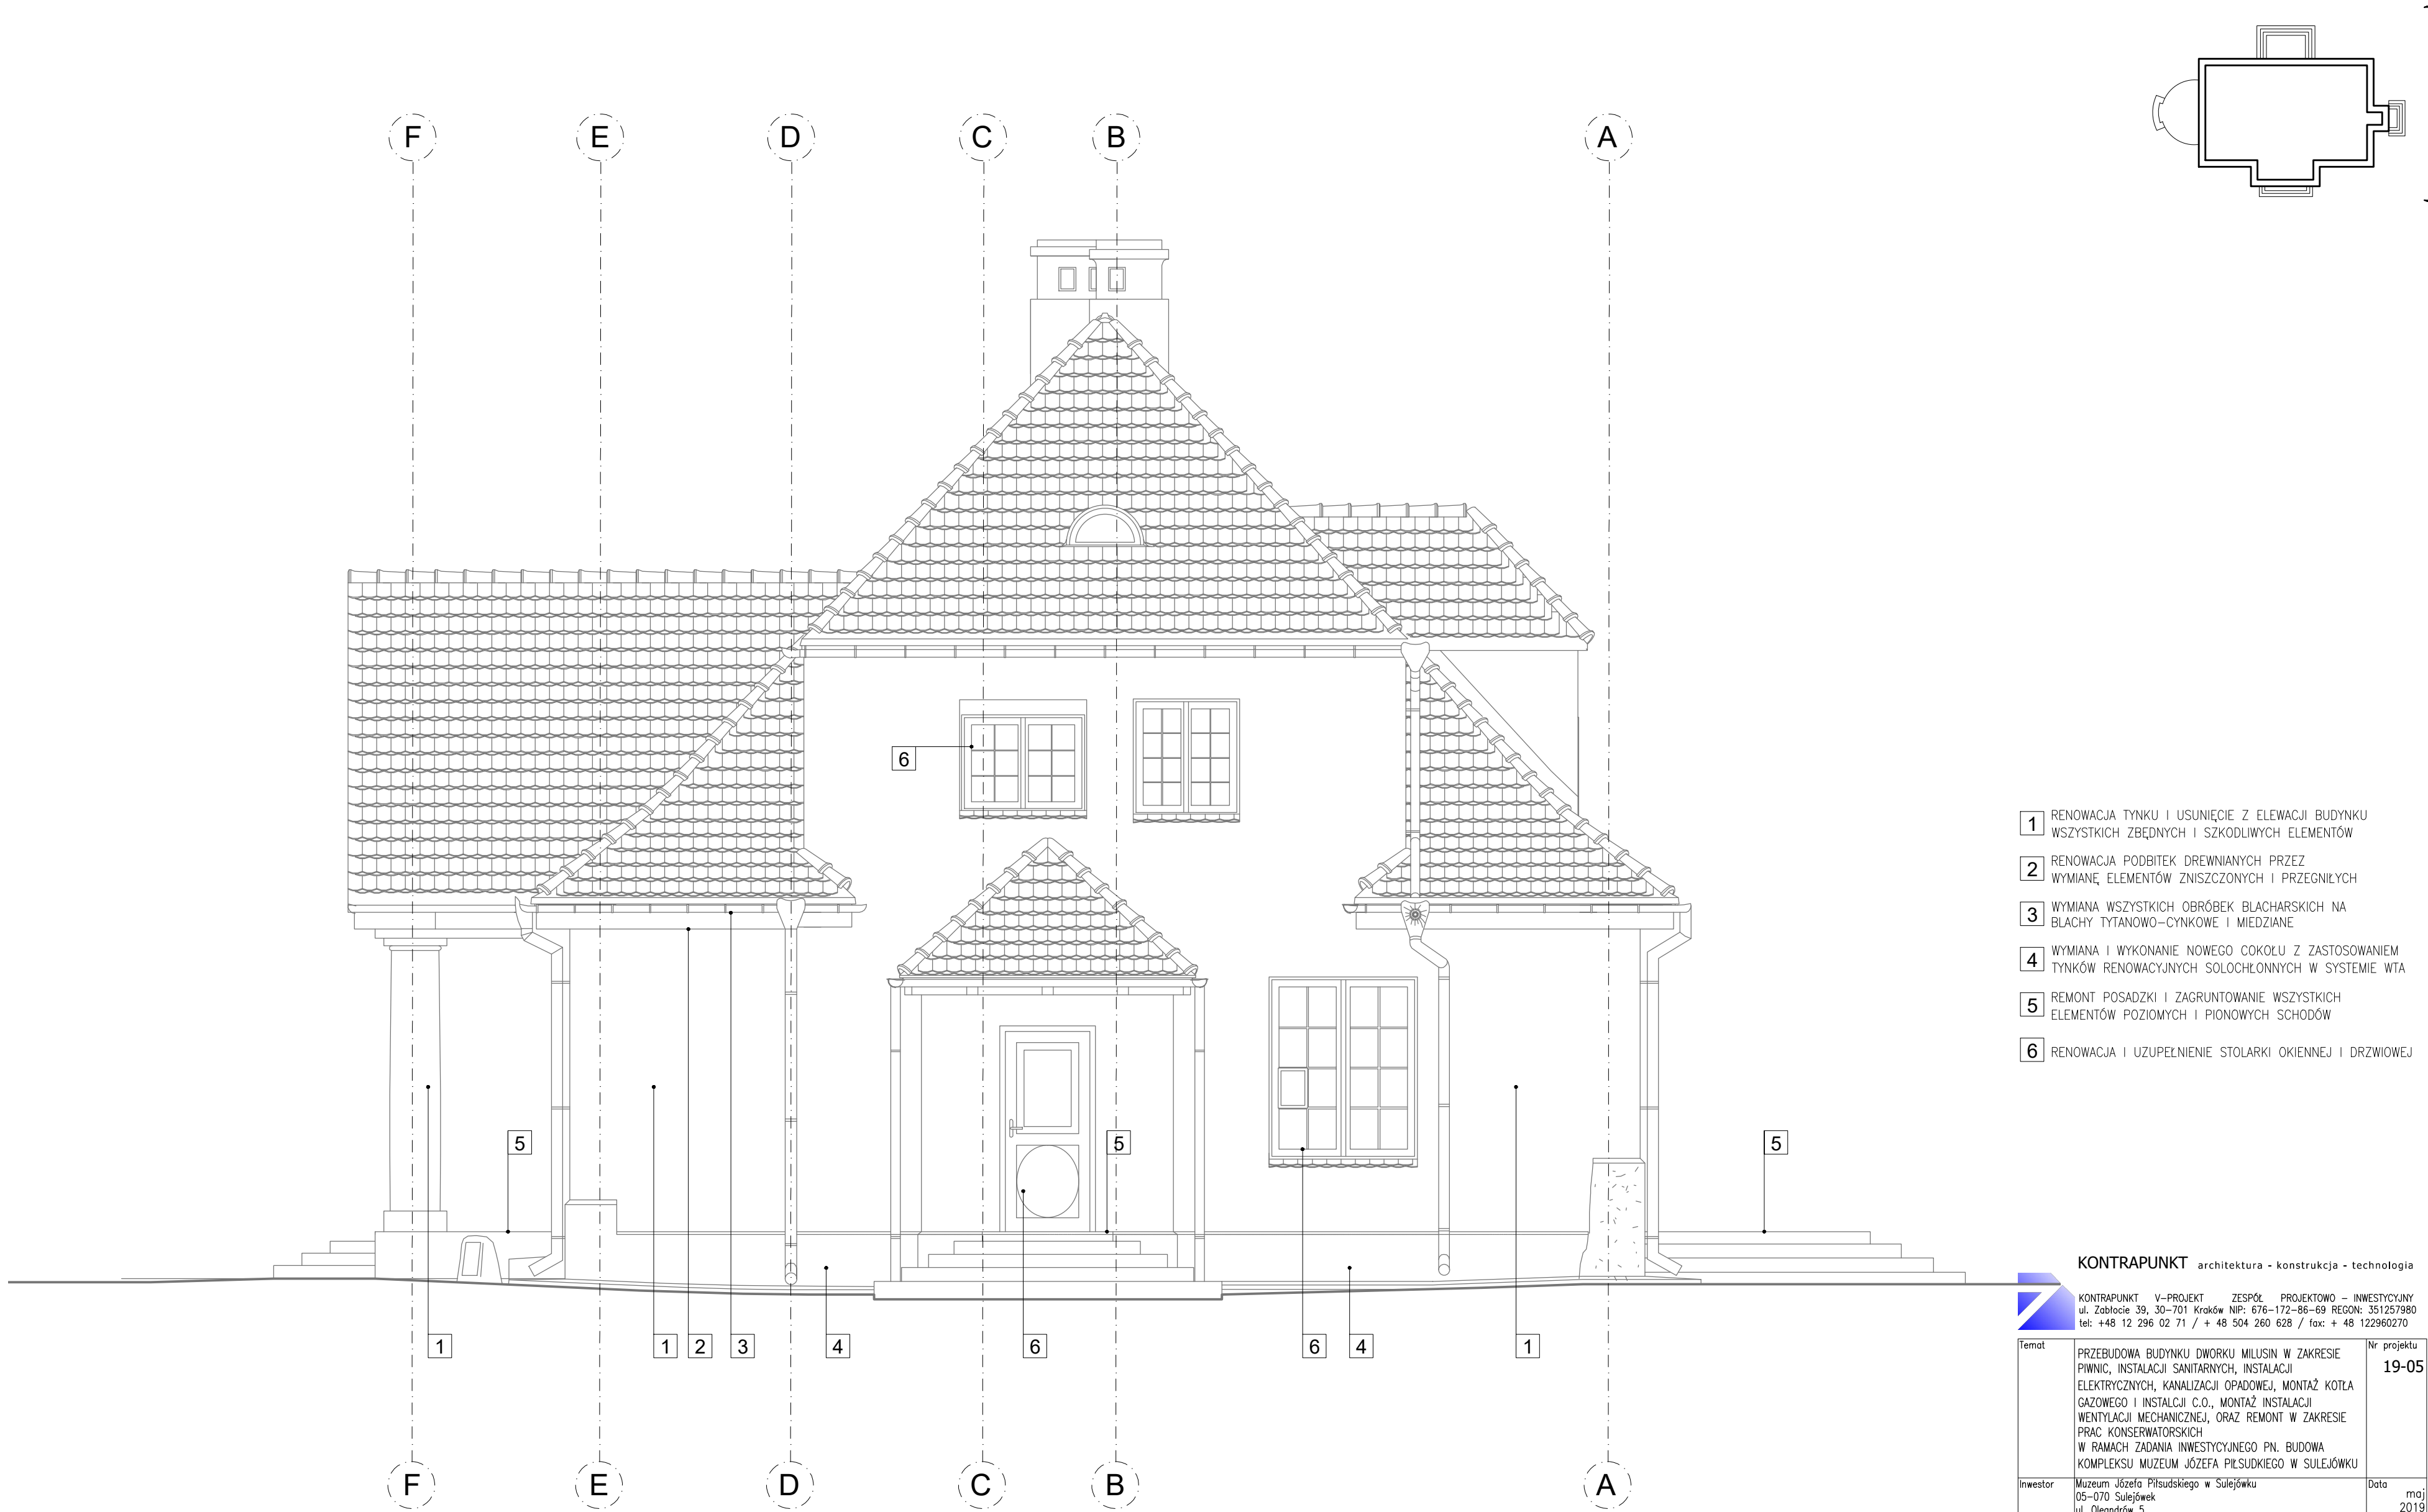 F E D C B A
6
1 RENOWACJA TYNKU I USUNIĘCIE Z ELEWACJI BUDYNKU
WSZYSTKICH ZBĘDNYCH I SZKODLIWYCH ELEMENTÓW
2 RENOWACJA PODBITEK DREWNIANYCH PRZEZ
WYMIANĘ ELEMENTÓW ZNISZCZONYCH I PRZEGNIŁYCH
3 WYMIANA WSZYSTKICH OBRÓBEK BLACHARSKICH NA
BLACHY TYTANOWO-CYNKOWE I MIEDZIANE
4 WYMIANA I WYKONANIE NOWEGO COKOŁU Z ZASTOSOWANIEM
TYNKÓW RENOWACYJNYCH SOLOCHŁONNYCH W SYSTEMIE WTA
5 REMONT POSADZKI I ZAGRUNTOWANIE WSZYSTKICH
ELEMENTÓW POZIOMYCH I PIONOWYCH SCHODÓW
6 RENOWACJA I UZUPEŁNIENIE STOLARKI OKIENNEJ I DRZWIOWEJ
5 5 5
1 1 2 3 4 6 6 4 1
F E D C B A
KONTRAPUNKT architektura - konstrukcja - technologia
KONTRAPUNKT V-PROJEKT ZESPÓŁ PROJEKTOWO - INWESTYCYJNY
ul. Zabłocie 39, 30-701 Kraków NIP: 676-172-86-69 REGON: 351257980
tel: +48 12 296 02 71 / + 48 504 260 628 / fax: + 48 122960270
Temat
PRZEBUDOWA BUDYNKU DWORKU MILUSIN W ZAKRESIE
PIWNIC, INSTALACJI SANITARNYCH, INSTALACJI
ELEKTRYCZNYCH, KANALIZACJI OPADOWEJ, MONTAŻ KOTŁA
GAZOWEGO I INSTALCJI C.O., MONTAŻ INSTALACJI
WENTYLACJI MECHANICZNEJ, ORAZ REMONT W ZAKRESIE
PRAC KONSERWATORSKICH
W RAMACH ZADANIA INWESTYCYJNEGO PN. BUDOWA
KOMPLEKSU MUZEUM JÓZEFA PIŁSUDKIEGO W SULEJÓWKU
Nr projektu
19-05
Inwestor
Muzeum Józefa Piłsudskiego w Sulejówku
05-070 Sulejówek
ul. Oleandrów 5
Data
maj
2019